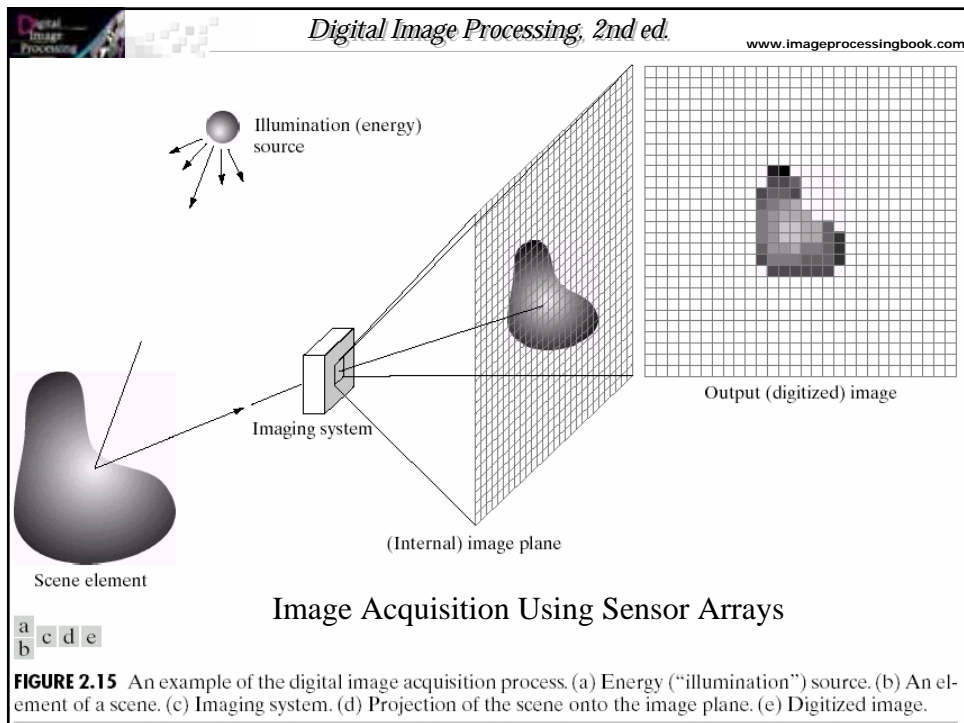 Digital
Image
Processing
Digital Image Processing, 2nd ed.
www.imageprocessingbook.com
Illumination (energy)
source
Output (digitized) image
Imaging system
(Internal) image plane
Scene element
Image Acquisition Using Sensor Arrays
a
b c d e
FIGURE 2.15 An example of the digital image acquisition process. (a) Energy (“illumination”) source. (b) An el-
ement of a scene. (c) Imaging system. (d) Projection of the scene onto the image plane. (e) Digitized image.